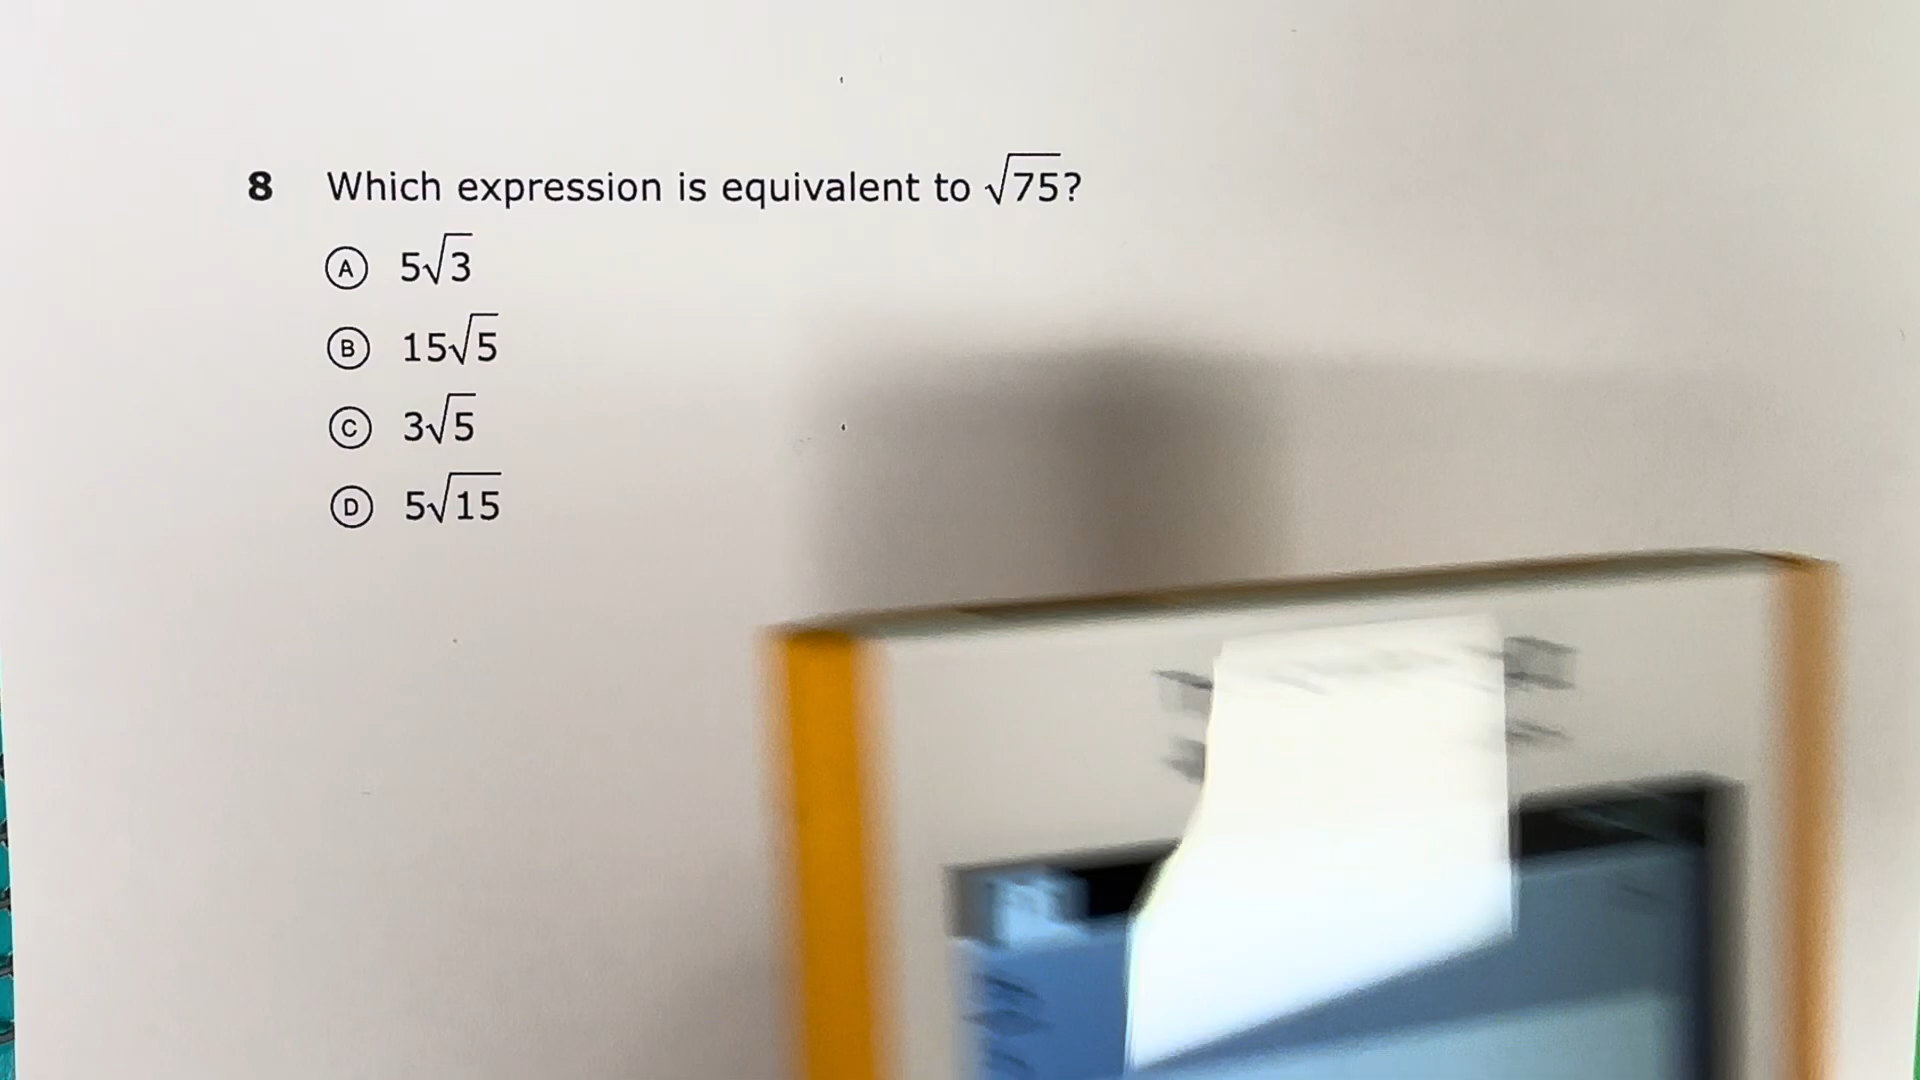 8 Which expression is equivalent to √75?
A 5√3
B 15√5
C 3√5
D 5√15